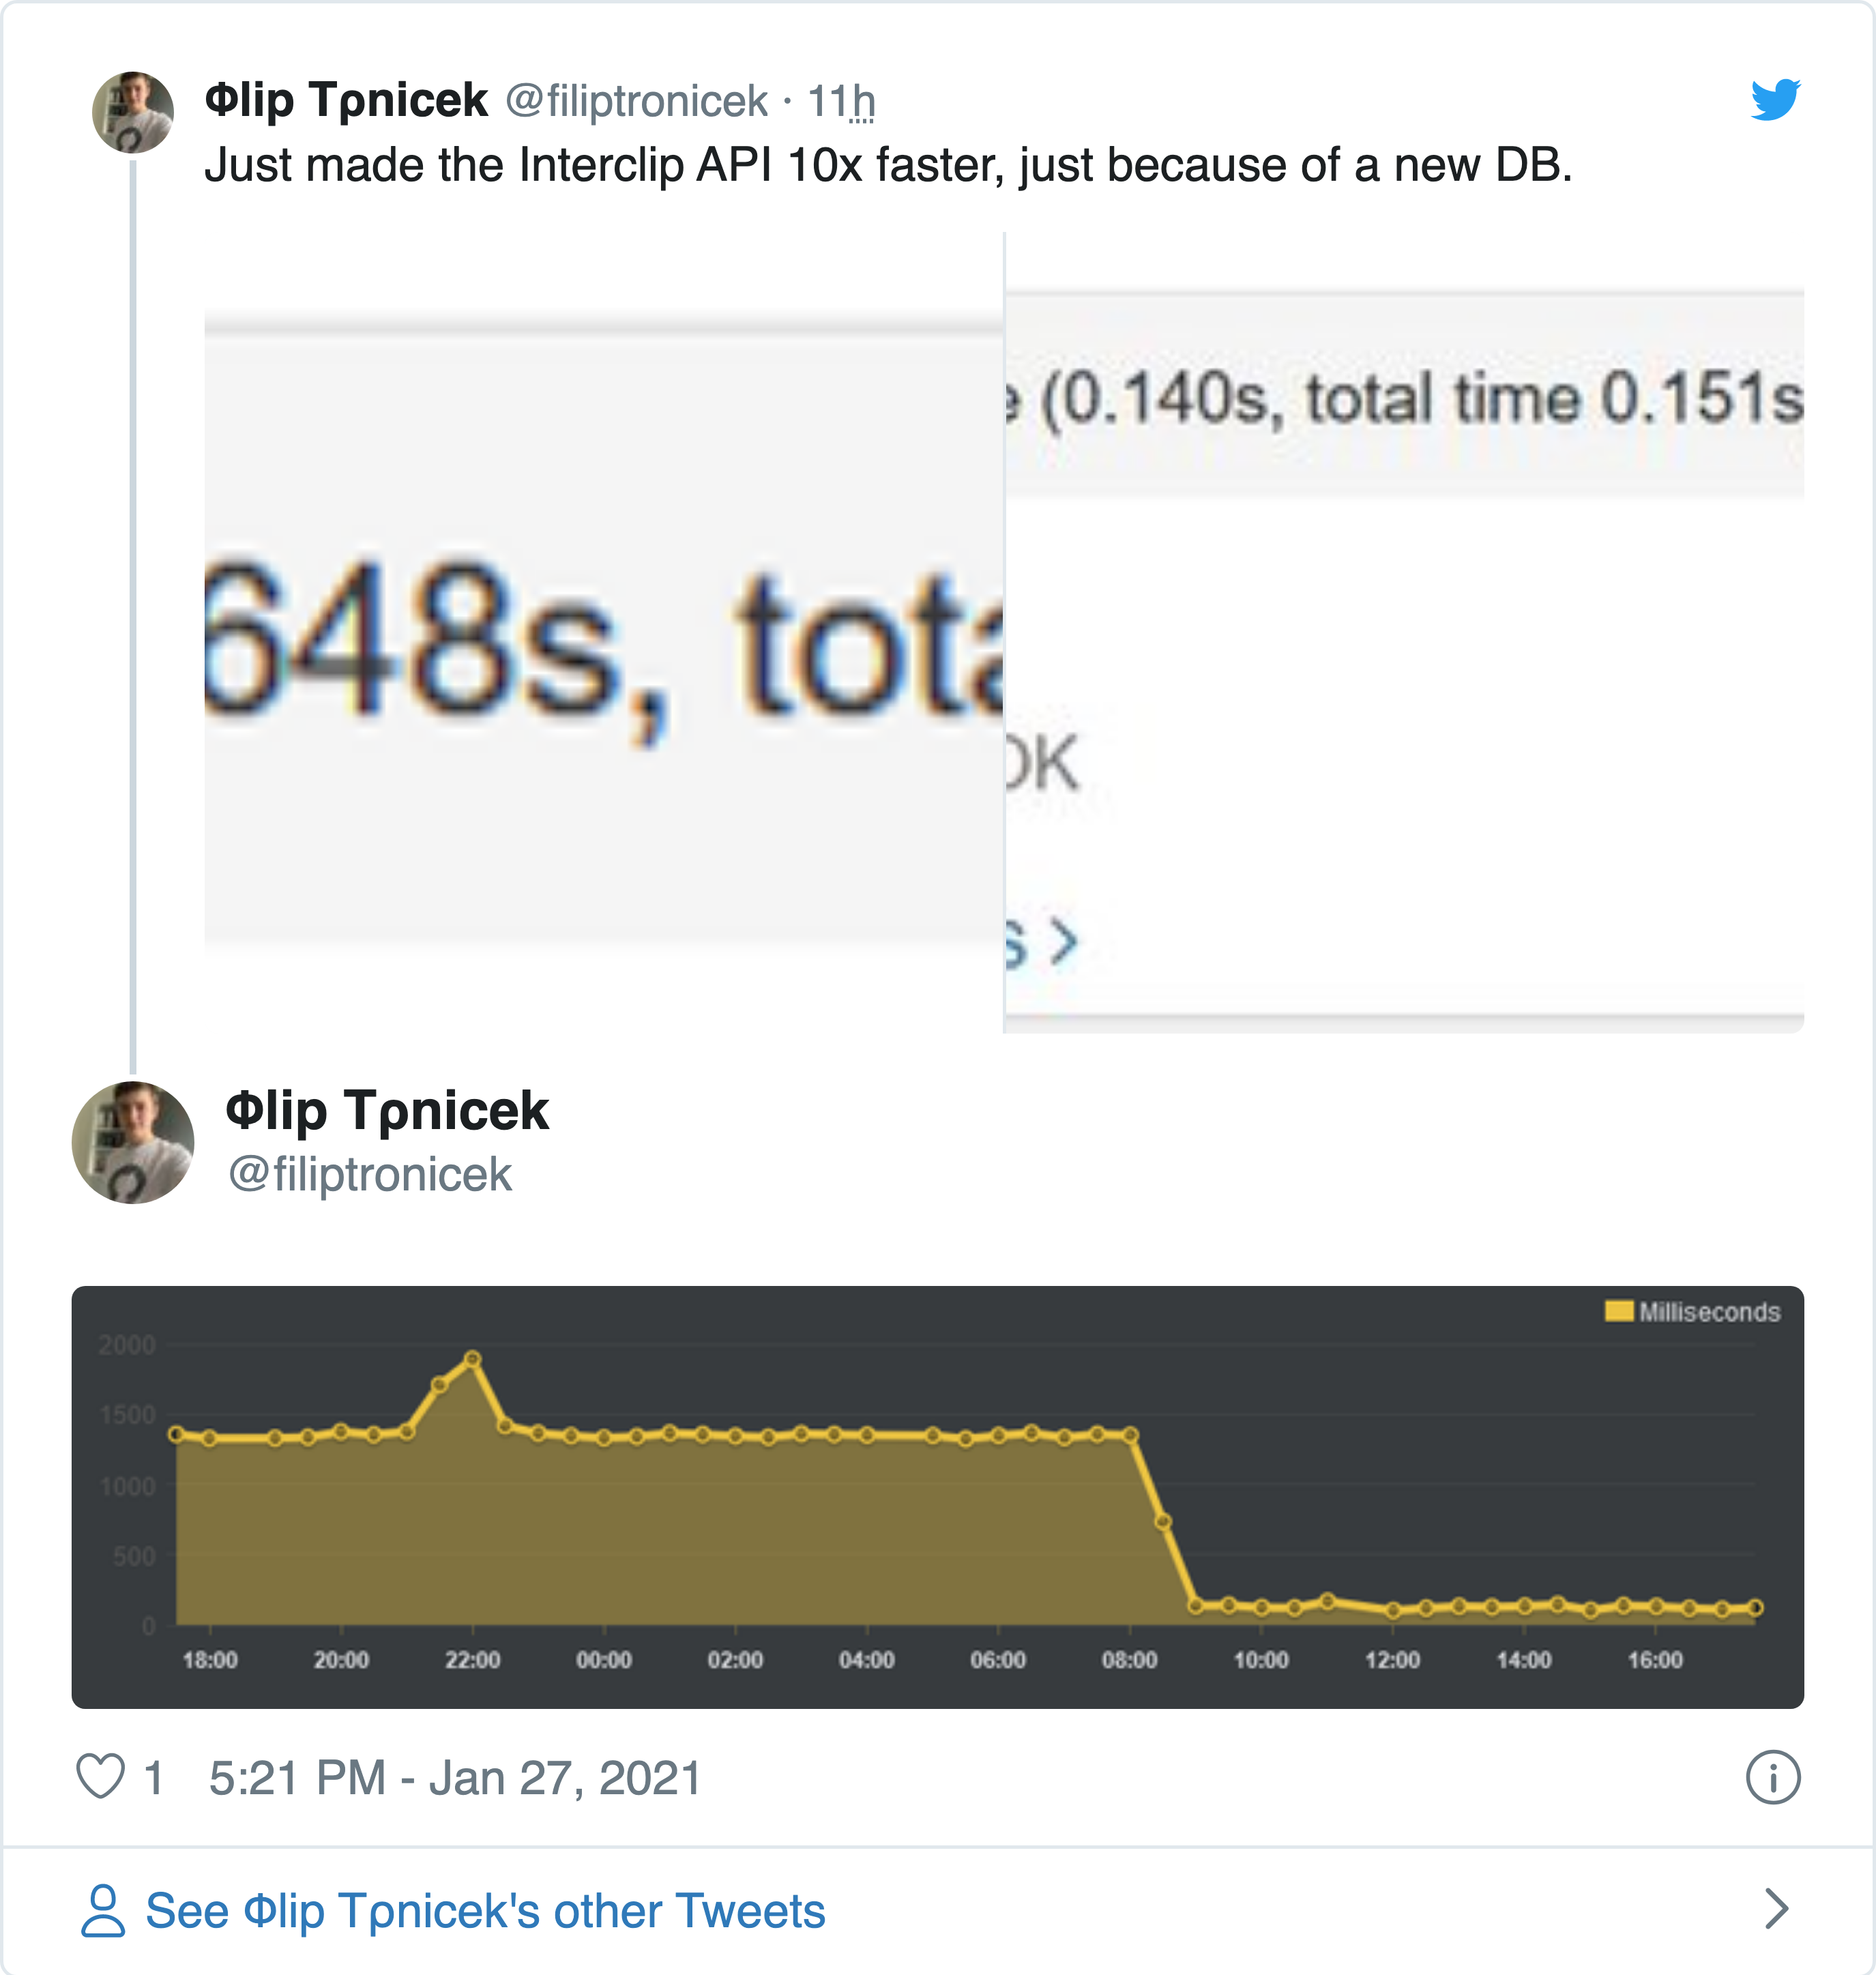 Φlip Tρnicek @filiptronicek · 11h
Just made the Interclip API 10x faster, just because of a new DB.
648s, tota
e (0.140s, total time 0.151s
OK
s >
Φlip Tρnicek
@filiptronicek
Milliseconds
2000
1500
1000
500
0
18:00 20:00 22:00 00:00 02:00 04:00 06:00 08:00 10:00 12:00 14:00 16:00
1 5:21 PM - Jan 27, 2021
See Φlip Tρnicek's other Tweets